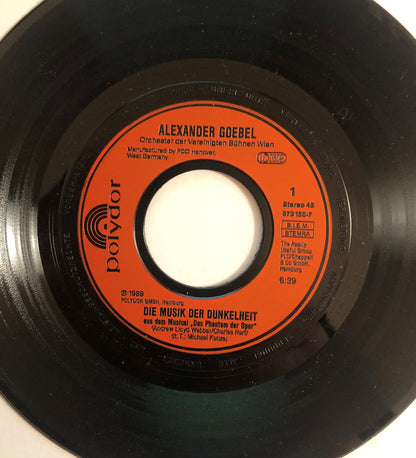 ALEXANDER GOEBEL
Orchester der Vereinigten Bühnen Wien
Manufactured by PDO Hanover,
West Germany
1
Stereo 45
873 180-7
B.I.E.M.
STEMRA
The Really
Useful Group
PLC/Chappell
& Co GmbH,
Hamburg
6:39
polydor
℗ 1989
POLYDOR GMBH, Hamburg
DIE MUSIK DER DUNKELHEIT
aus dem Musical „Das Phantom der Oper"
(Andrew Lloyd Webber/Charles Hart/
dt. T.: Michael Kunze)